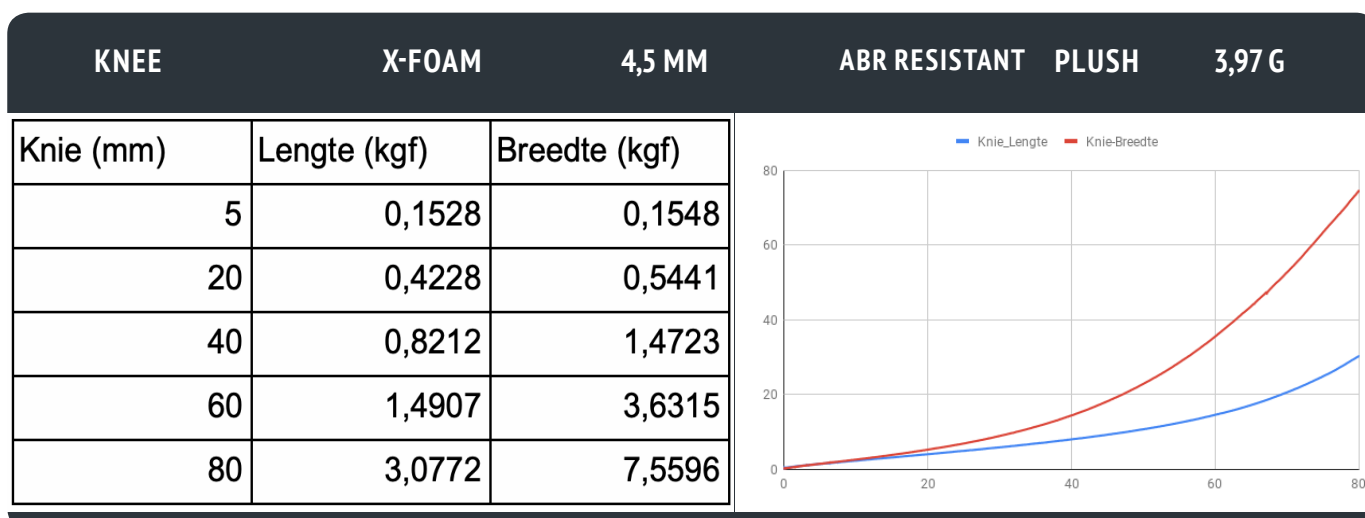 KNEE X-FOAM 4,5 MM ABR RESISTANT PLUSH 3,97 G
Knie (mm) Lengte (kgf) Breedte (kgf)
5 0,1528 0,1548
20 0,4228 0,5441
40 0,8212 1,4723
60 1,4907 3,6315
80 3,0772 7,5596
Knie_Lengte Knie-Breedte
80
60
40
20
0
0 20 40 60 80